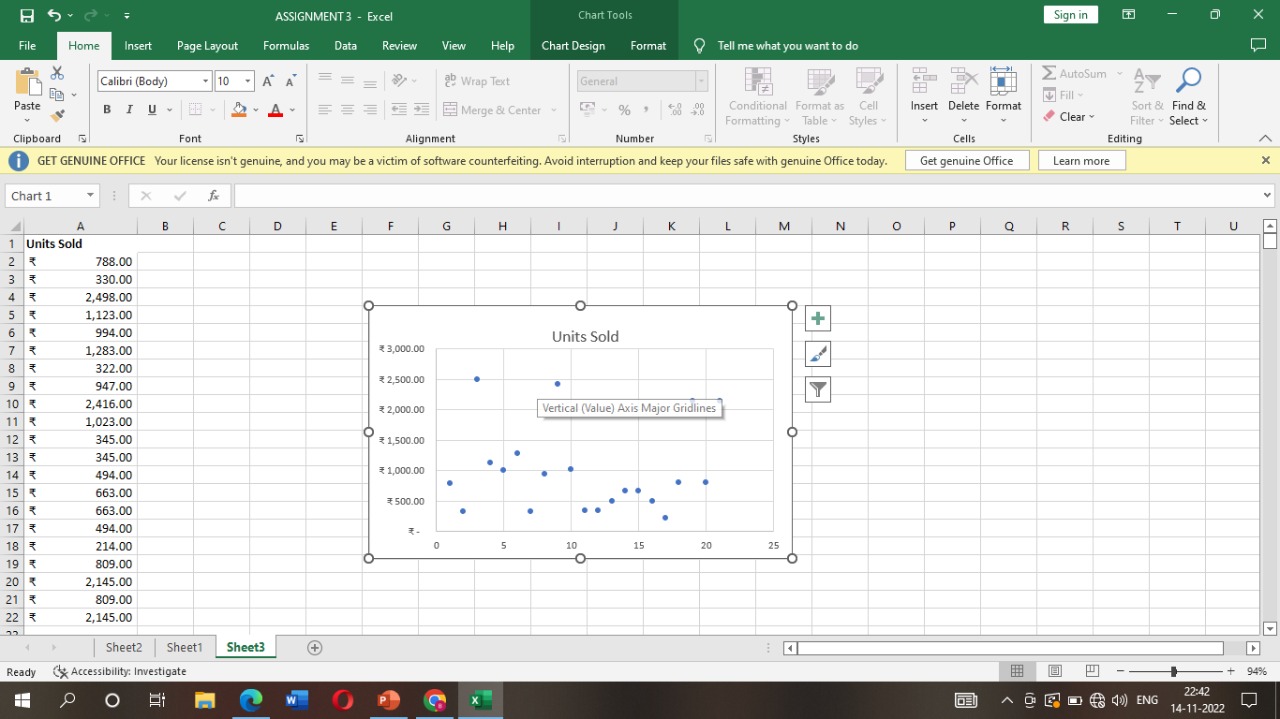 ASSIGNMENT 3 - Excel
Chart Tools
Sign in
File Home Insert Page Layout Formulas Data Review View Help Chart Design Format Tell me what you want to do
Calibri (Body) 10 A A
ab Wrap Text
General
AutoSum
Fill
Clear
Paste
B I U A
Merge & Center
%
Conditional Formatting
Format as Table
Cell Styles
Insert Delete Format
Sort & Filter
Find & Select
Clipboard Font Alignment Number Styles Cells Editing
GET GENUINE OFFICE Your license isn't genuine, and you may be a victim of software counterfeiting. Avoid interruption and keep your files safe with genuine Office today. Get genuine Office Learn more
Chart 1 fx
A B C D E F G H I J K L M N O P Q R S T U
1 Units Sold
2 ₹ 788.00
3 ₹ 330.00
4 ₹ 2,498.00
5 ₹ 1,123.00
6 ₹ 994.00
7 ₹ 1,283.00
8 ₹ 322.00
9 ₹ 947.00
10 ₹ 2,416.00
11 ₹ 1,023.00
12 ₹ 345.00
13 ₹ 345.00
14 ₹ 494.00
15 ₹ 663.00
16 ₹ 663.00
17 ₹ 494.00
18 ₹ 214.00
19 ₹ 809.00
20 ₹ 2,145.00
21 ₹ 809.00
22 ₹ 2,145.00
Units Sold
₹ 3,000.00
₹ 2,500.00
₹ 2,000.00
₹ 1,500.00
₹ 1,000.00
₹ 500.00
₹ -
0 5 10 15 20 25
Vertical (Value) Axis Major Gridlines
Sheet2 Sheet1 Sheet3
Ready Accessibility: Investigate 94%
ENG
22:42
14-11-2022